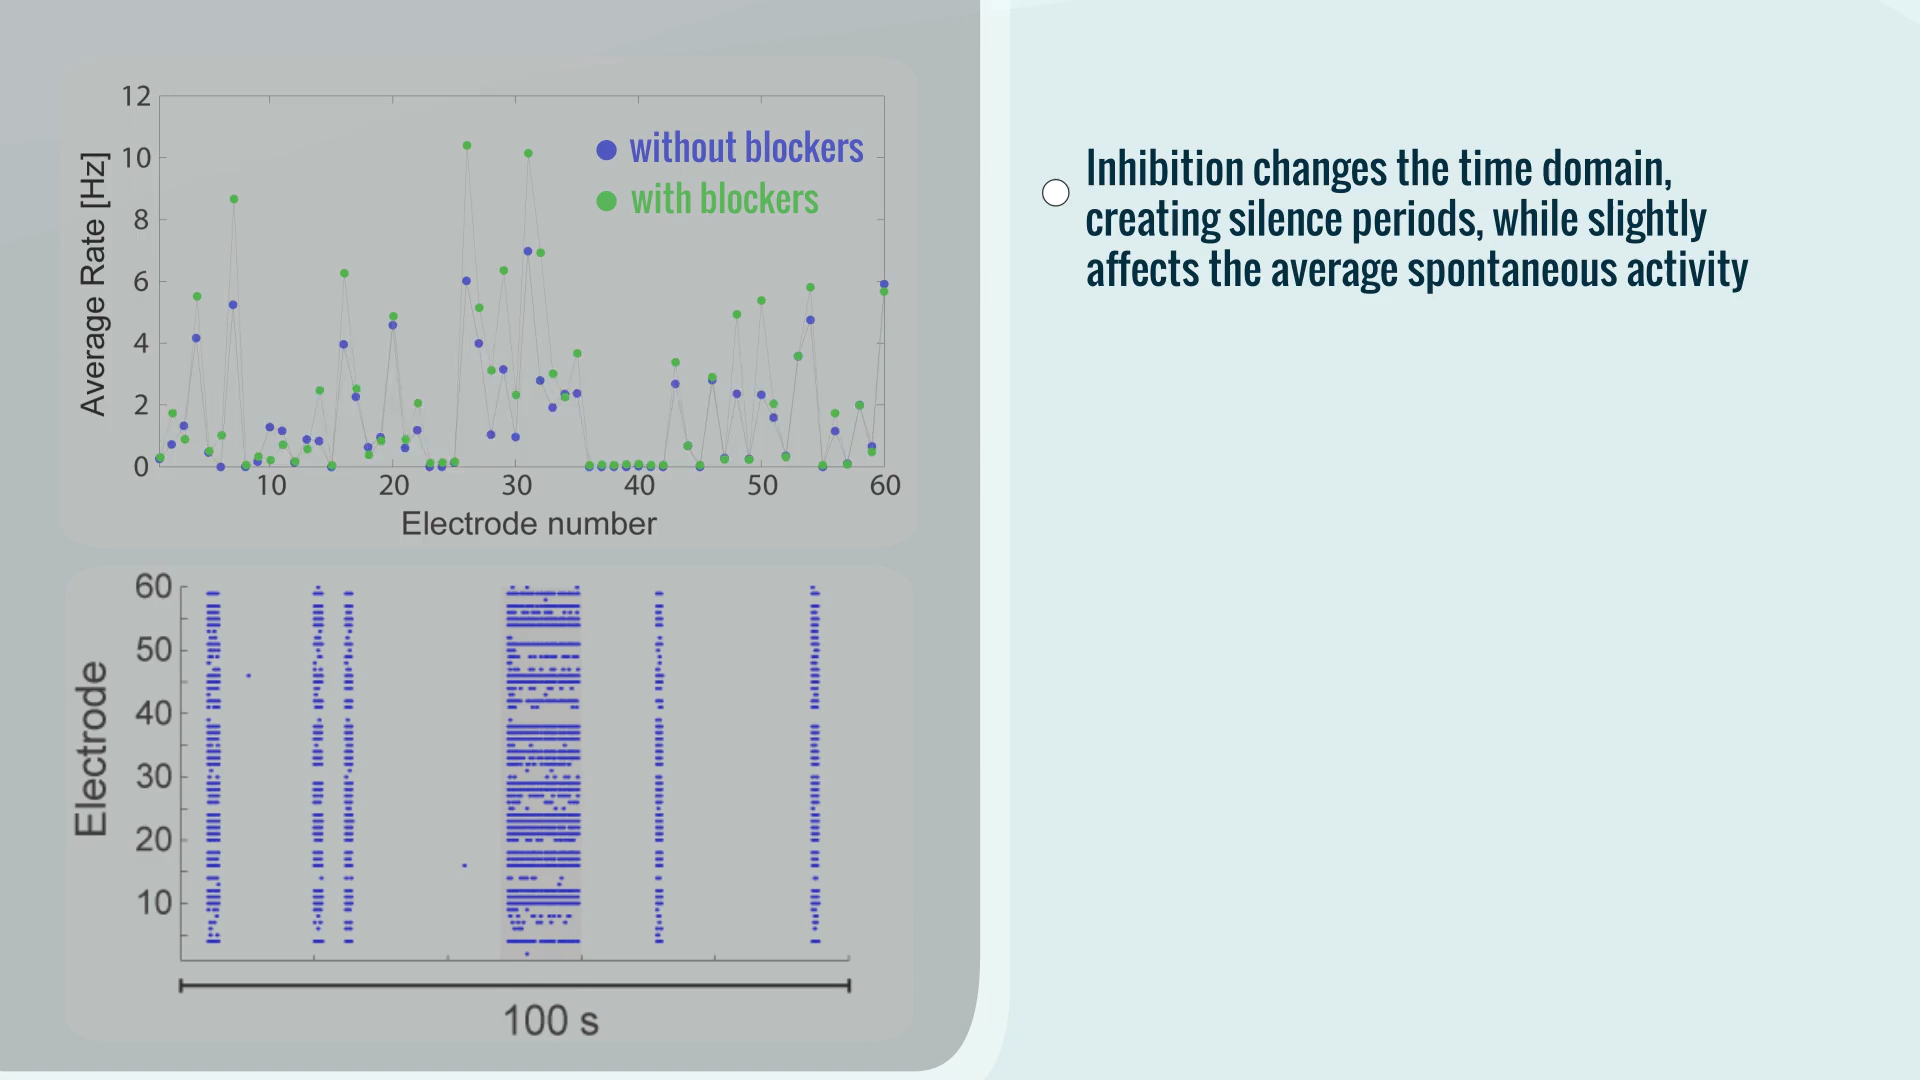 12
10
8
6
4
2
0
Average Rate [Hz]
without blockers
with blockers
10 20 30 40 50 60
Electrode number
60
50
40
30
20
10
Electrode
100 s
Inhibition changes the time domain,
creating silence periods, while slightly
affects the average spontaneous activity